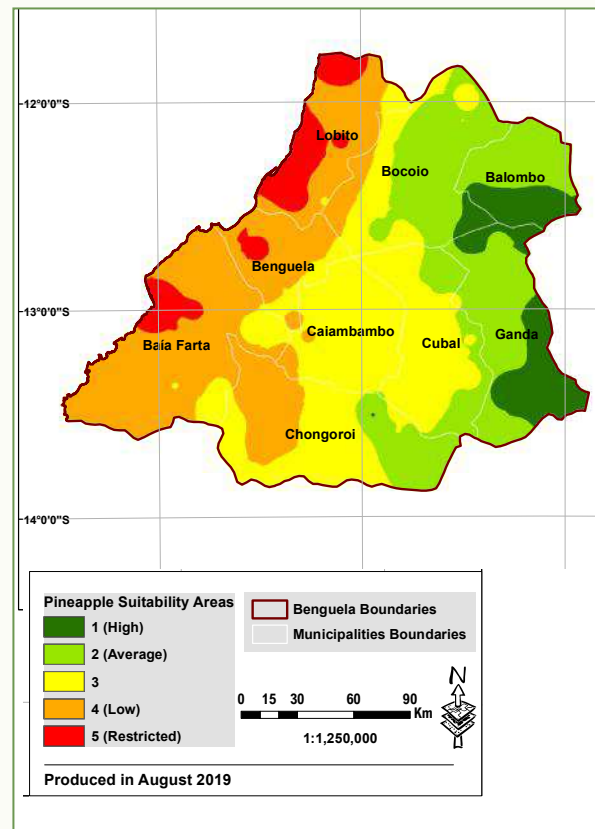 12°0'0"S
Lobito
Bocoio
Balombo
Benguela
13°0'0"S
Baía Farta
Caiambambo
Cubal
Ganda
Chongoroi
14°0'0"S
Pineapple Suitability Areas
1 (High)
2 (Average)
3
4 (Low)
5 (Restricted)
Benguela Boundaries
Municipalities Boundaries
N
0 15 30 60 90
Km
1:1,250,000
Produced in August 2019